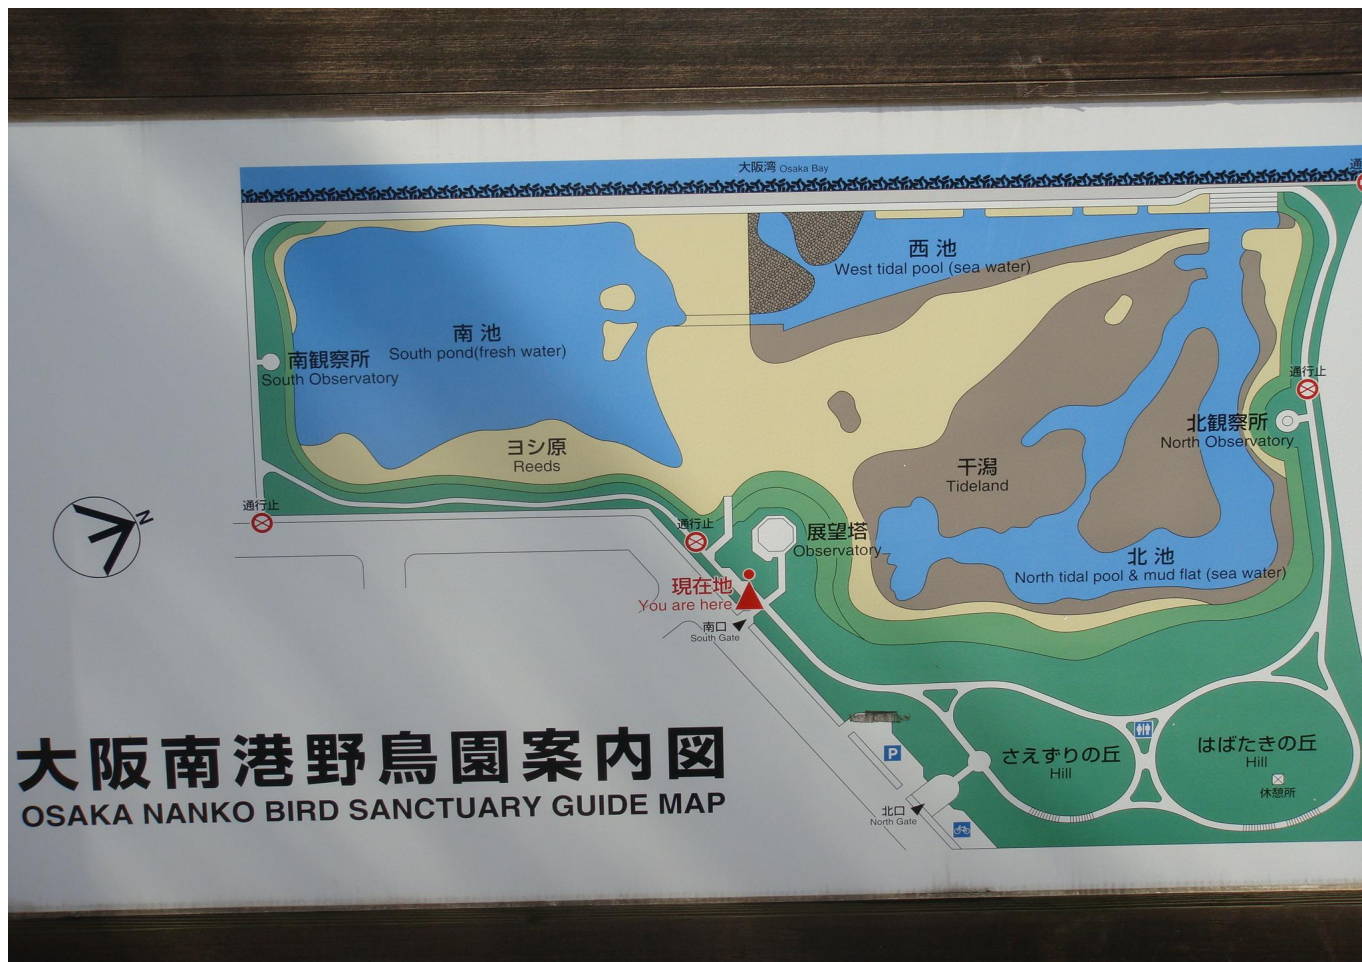 大阪湾 Osaka Bay
通
西池
West tidal pool (sea water)
南池
South pond(fresh water)
南観察所
South Observatory
通行止
北観察所
North Observatory
ヨシ原
Reeds
干潟
Tideland
通行止
N
通行止
展望塔
Observatory
北池
North tidal pool & mud flat (sea water)
現在地
You are here
南口
South Gate
大阪南港野鳥園案内図
OSAKA NANKO BIRD SANCTUARY GUIDE MAP
P
さえずりの丘
Hill
はばたきの丘
Hill
休憩所
北口
North Gate